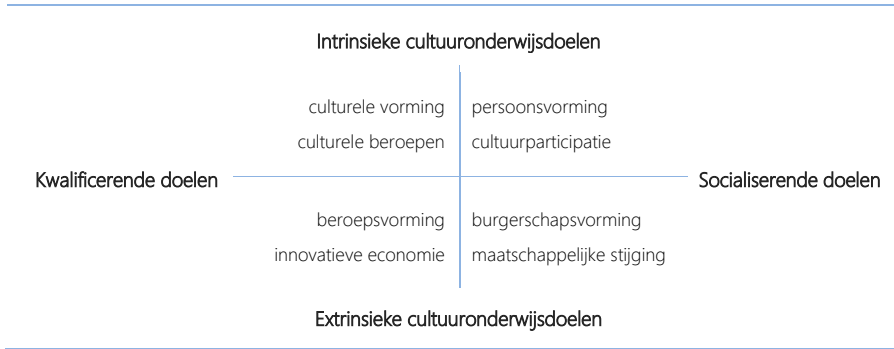 Intrinsieke cultuuronderwijsdoelen
culturele vorming persoonsvorming
culturele beroepen cultuurparticipatie
Kwalificerende doelen Socialiserende doelen
beroepsvorming burgerschapsvorming
innovatieve economie maatschappelijke stijging
Extrinsieke cultuuronderwijsdoelen